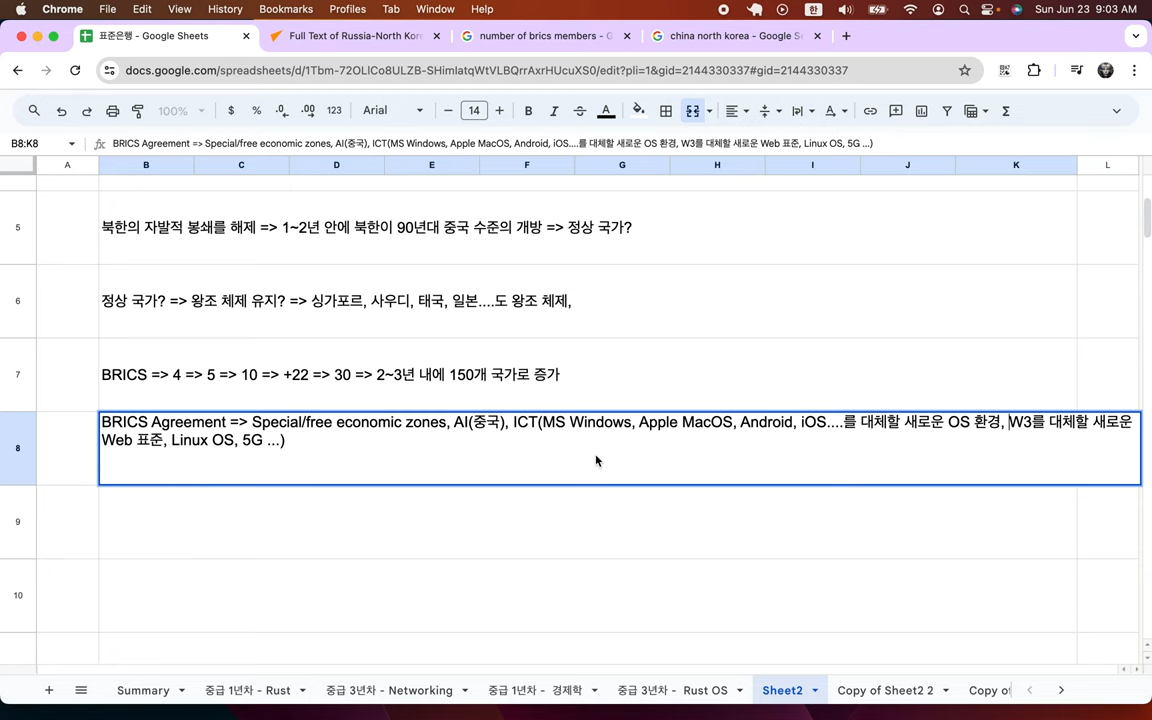 Chrome File Edit View History Bookmarks Profiles Tab Window Help 한 Sun Jun 23 9:03 AM
표준은행 - Google Sheets Full Text of Russia-North Kore number of brics members - G china north korea - Google Se
docs.google.com/spreadsheets/d/1Tbm-72OLlCo8ULZB-SHimlatqWtVLBQrrAxrHUcuXS0/edit?pli=1&gid=2144330337#gid=2144330337
100% $ % .0 .00 123 Arial 14 B I A
B8:K8 fx BRICS Agreement => Special/free economic zones, AI(중국), ICT(MS Windows, Apple MacOS, Android, iOS....를 대체할 새로운 OS 환경, W3를 대체할 새로운 Web 표준, Linux OS, 5G ...)
A B C D E F G H I J K L
5 북한의 자발적 봉쇄를 해제 => 1~2년 안에 북한이 90년대 중국 수준의 개방 => 정상 국가?
6 정상 국가? => 왕조 체제 유지? => 싱가포르, 사우디, 태국, 일본....도 왕조 체제,
7 BRICS => 4 => 5 => 10 => +22 => 30 => 2~3년 내에 150개 국가로 증가
8 BRICS Agreement => Special/free economic zones, AI(중국), ICT(MS Windows, Apple MacOS, Android, iOS....를 대체할 새로운 OS 환경, W3를 대체할 새로운
Web 표준, Linux OS, 5G ...)
9
10
Summary 중급 1년차 - Rust 중급 3년차 - Networking 중급 1년차 - 경제학 중급 3년차 - Rust OS Sheet2 Copy of Sheet2 2 Copy of